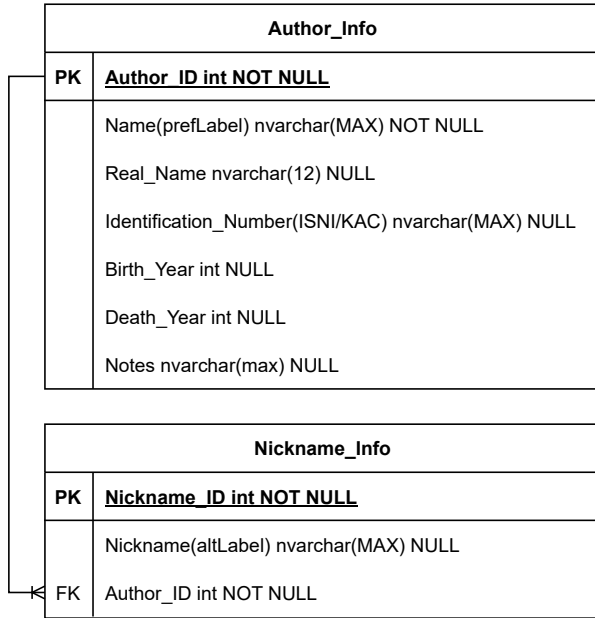 Author_Info
PK Author_ID int NOT NULL
Name(prefLabel) nvarchar(MAX) NOT NULL
Real_Name nvarchar(12) NULL
Identification_Number(ISNI/KAC) nvarchar(MAX) NULL
Birth_Year int NULL
Death_Year int NULL
Notes nvarchar(max) NULL
Nickname_Info
PK Nickname_ID int NOT NULL
Nickname(altLabel) nvarchar(MAX) NULL
FK Author_ID int NOT NULL